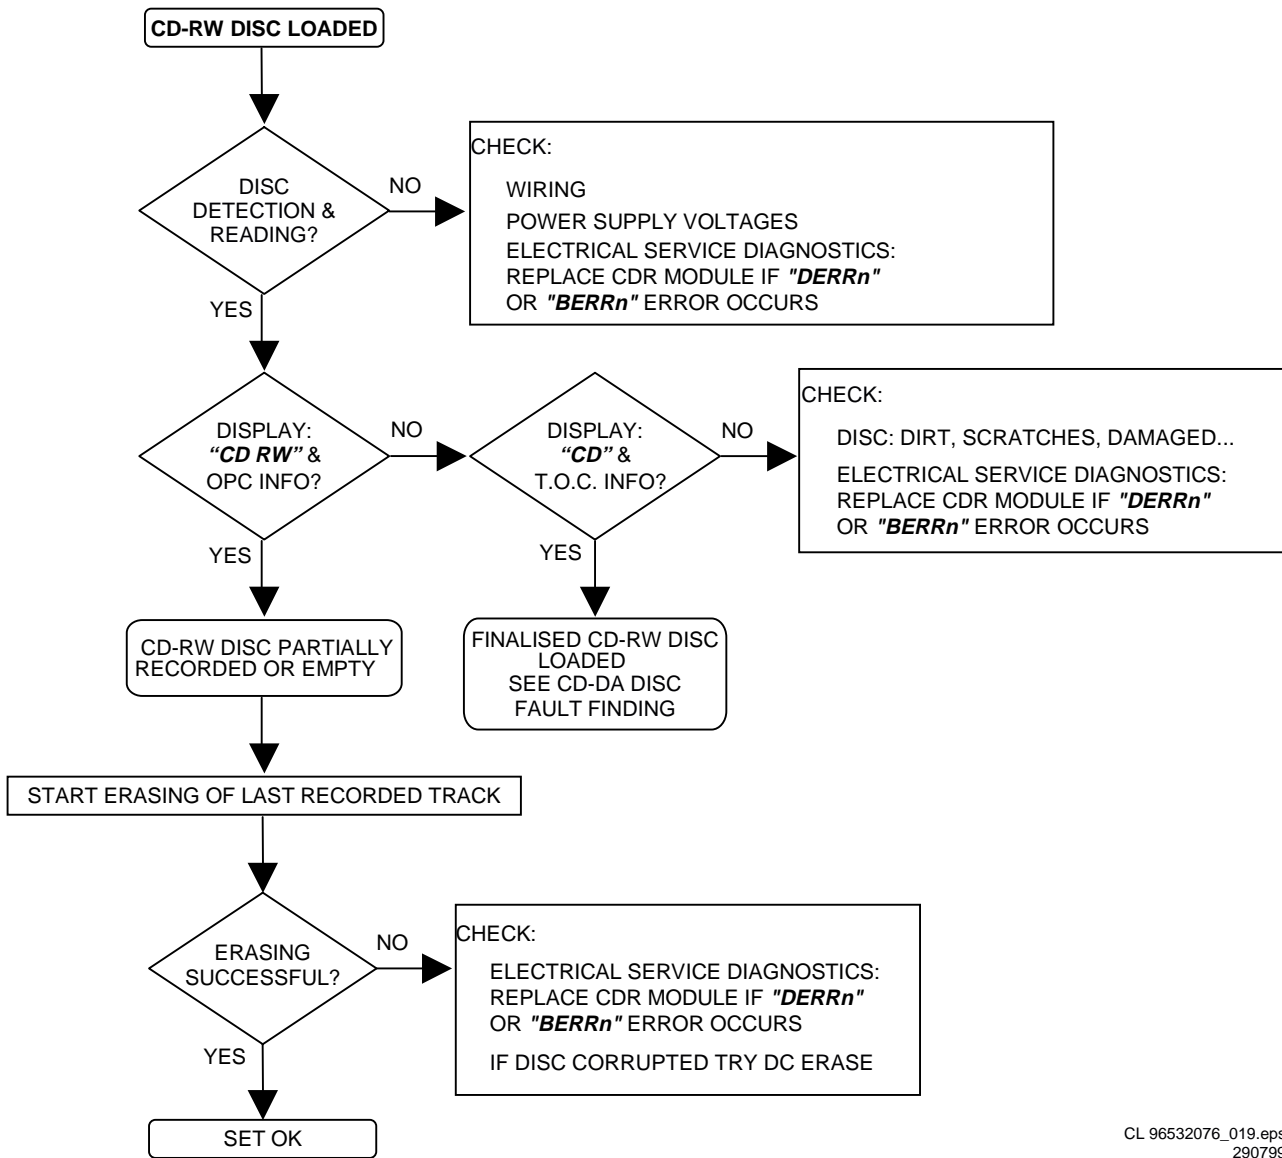 CD-RW DISC LOADED
DISC
DETECTION &
READING?
NO
YES
CHECK:
WIRING
POWER SUPPLY VOLTAGES
ELECTRICAL SERVICE DIAGNOSTICS:
REPLACE CDR MODULE IF "DERRn"
OR "BERRn" ERROR OCCURS
DISPLAY:
“CD RW” &
OPC INFO?
NO
YES
DISPLAY:
“CD” &
T.O.C. INFO?
NO
YES
CHECK:
DISC: DIRT, SCRATCHES, DAMAGED...
ELECTRICAL SERVICE DIAGNOSTICS:
REPLACE CDR MODULE IF "DERRn"
OR "BERRn" ERROR OCCURS
CD-RW DISC PARTIALLY
RECORDED OR EMPTY
FINALISED CD-RW DISC
LOADED
SEE CD-DA DISC
FAULT FINDING
START ERASING OF LAST RECORDED TRACK
ERASING
SUCCESSFUL?
NO
YES
CHECK:
ELECTRICAL SERVICE DIAGNOSTICS:
REPLACE CDR MODULE IF "DERRn"
OR "BERRn" ERROR OCCURS
IF DISC CORRUPTED TRY DC ERASE
SET OK
CL 96532076_019.eps
290799